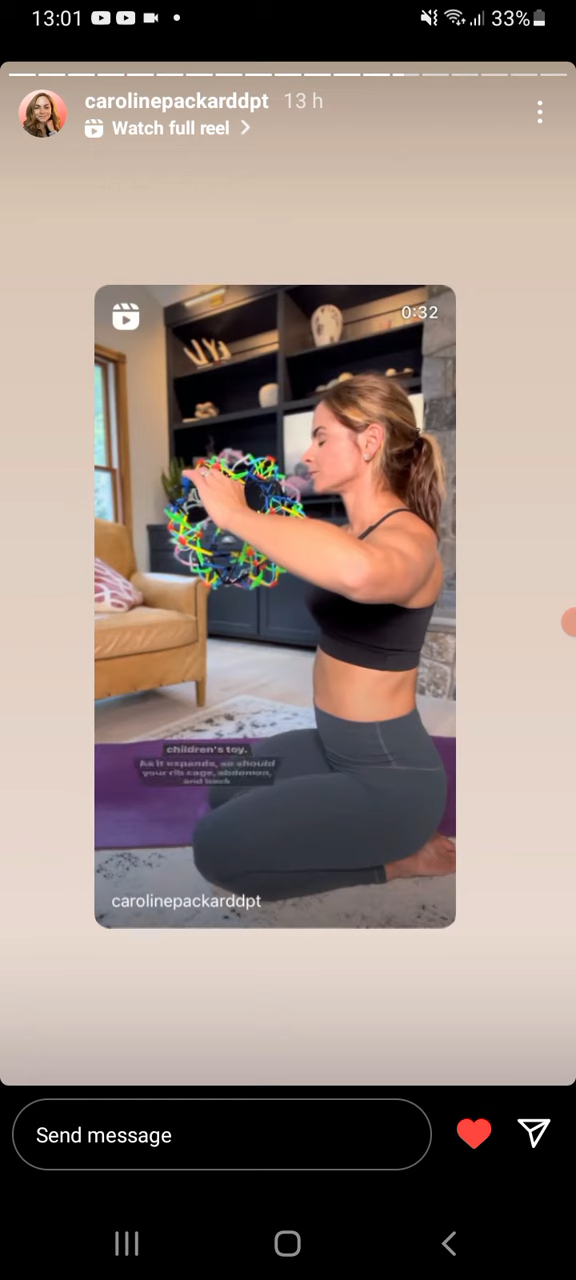 13:01
33%
carolinepackarddpt 13 h
Watch full reel
0:32
children's toy.
As it expands, so should
your rib cage, abdomen,
and back
carolinepackarddpt
Send message